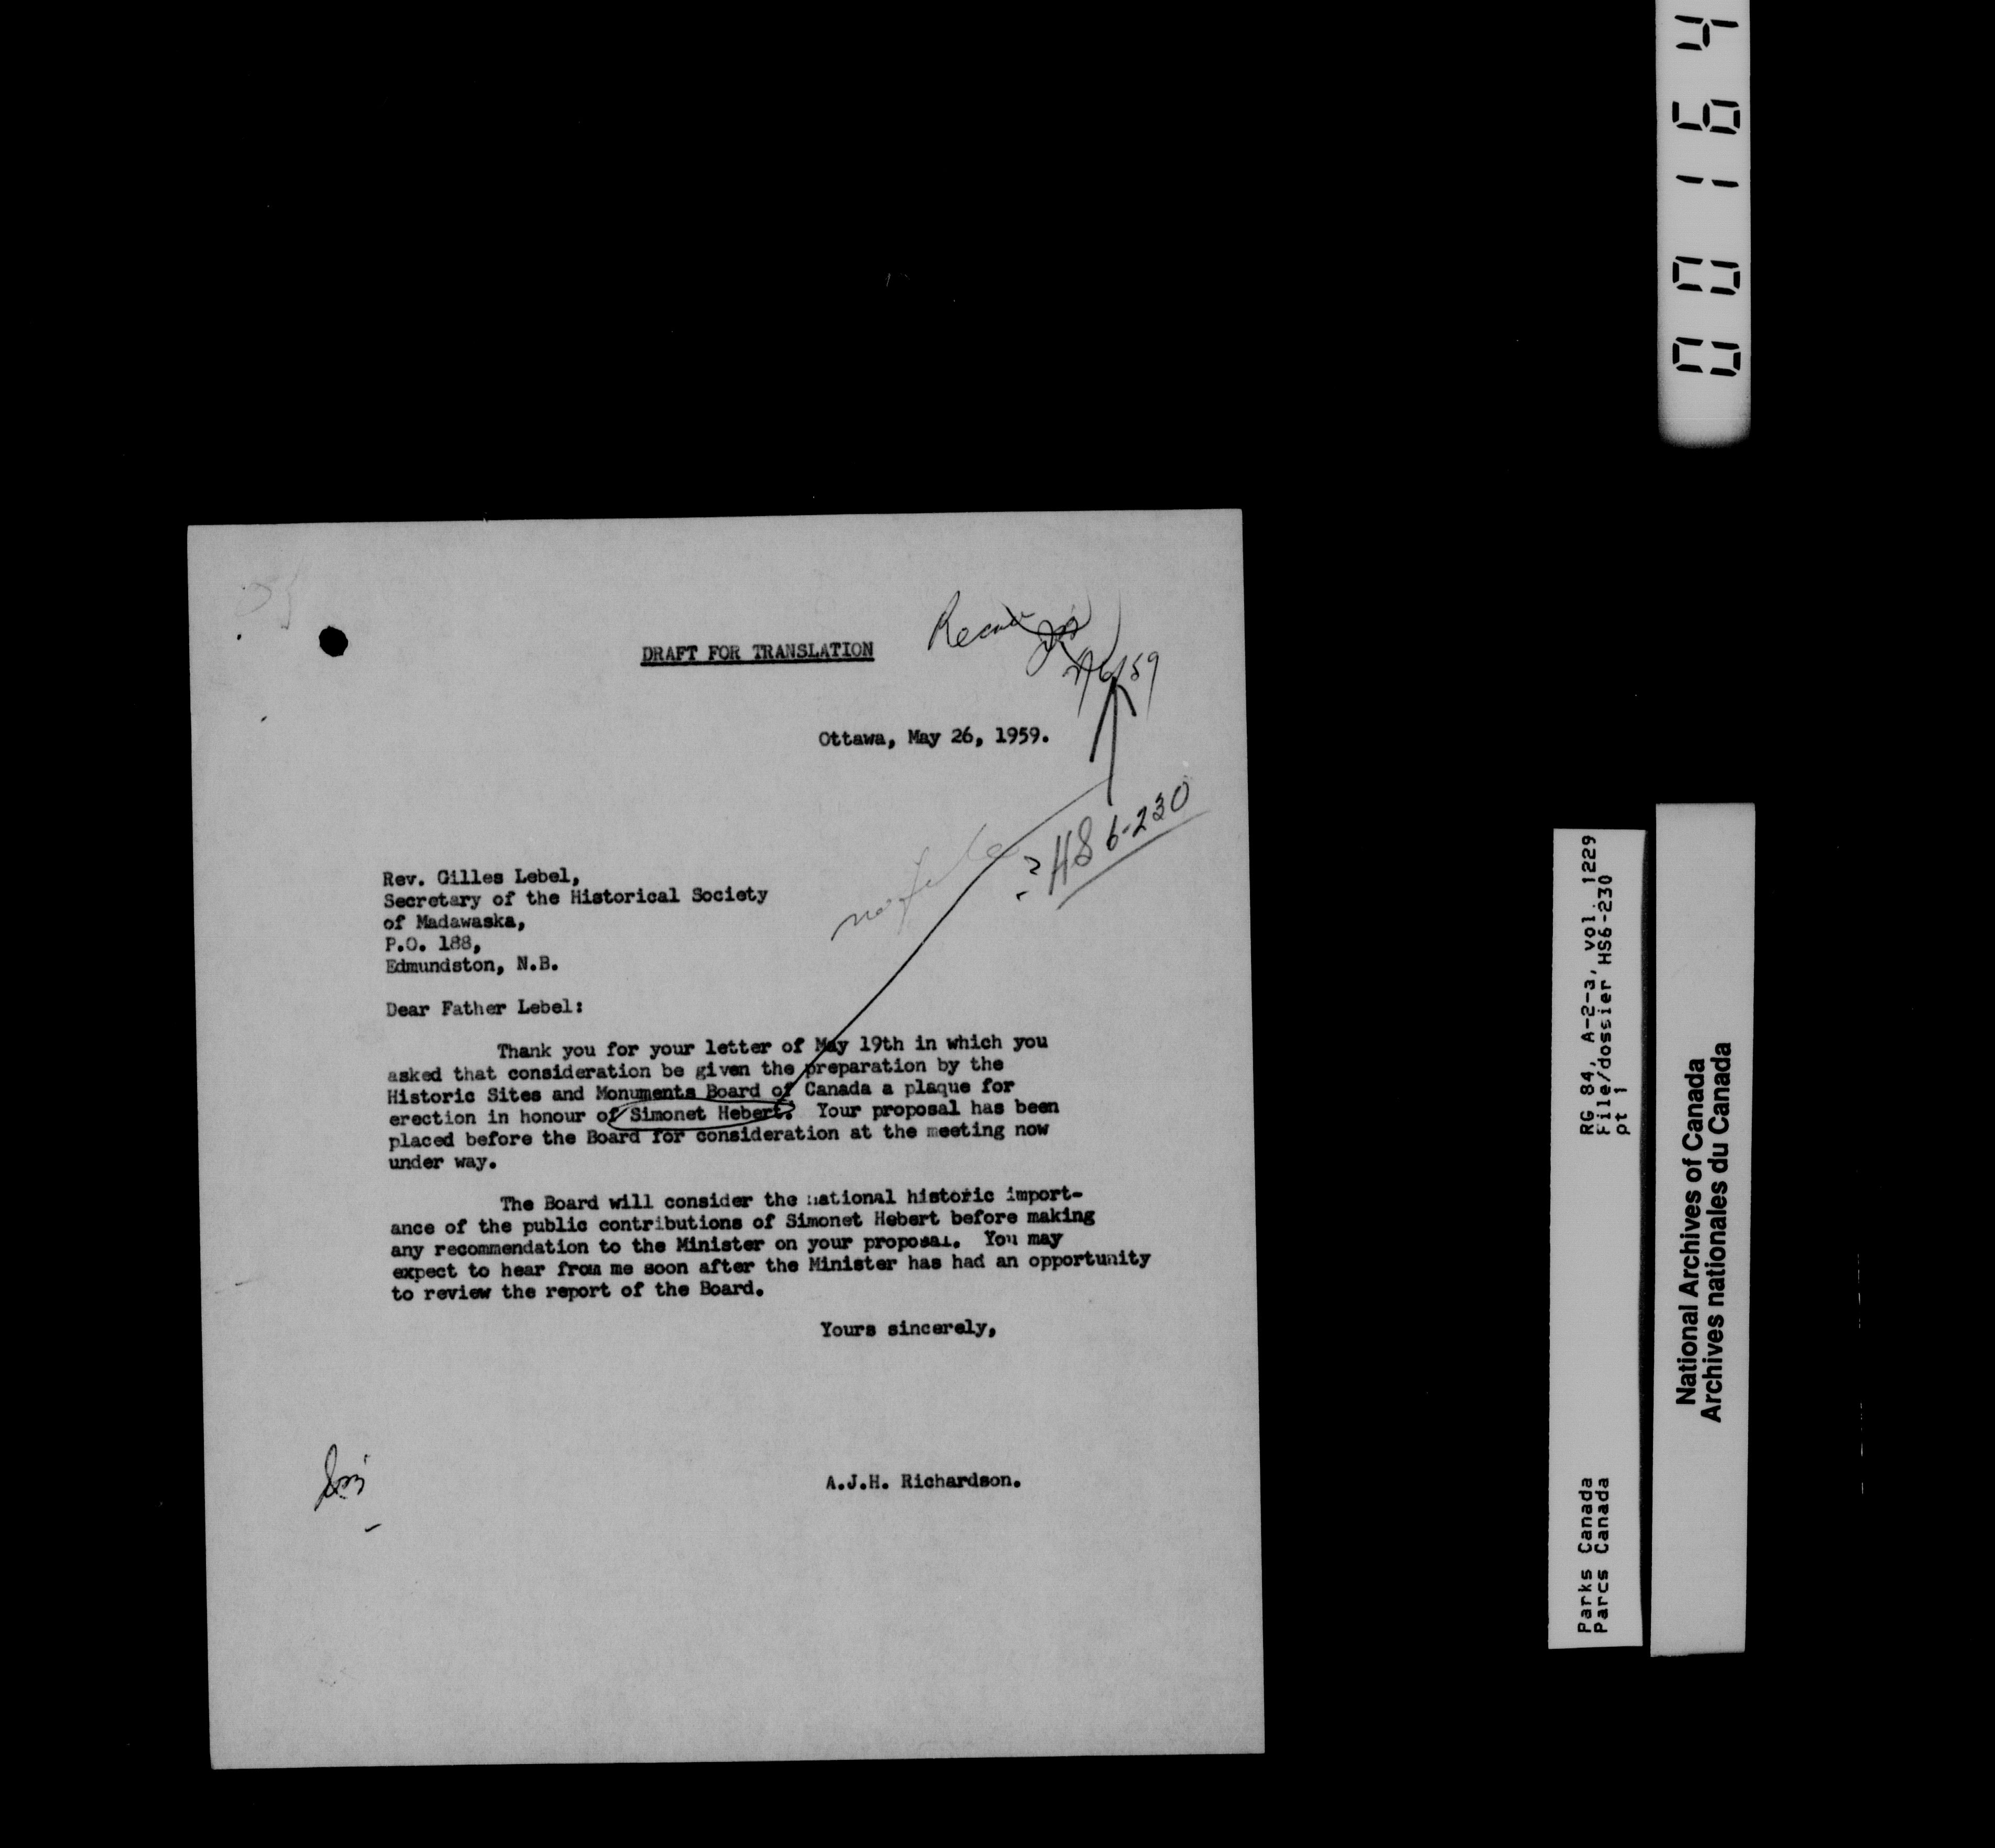 00164
DRAFT FOR TRANSLATION
2/6/59
Ottawa, May 26, 1959.
no file
? HS 6-230
Rev. Gilles Lebel,
Secretary of the Historical Society
of Madawaska,
P.O. 188,
Edmundston, N.B.
Dear Father Lebel:
Thank you for your letter of May 19th in which you
asked that consideration be given the preparation by the
Historic Sites and Monuments Board of Canada a plaque for
erection in honour of Simonet Hebert. Your proposal has been
placed before the Board for consideration at the meeting now
under way.
The Board will consider the national historic import-
ance of the public contributions of Simonet Hebert before making
any recommendation to the Minister on your proposal. You may
expect to hear from me soon after the Minister has had an opportunity
to review the report of the Board.
Yours sincerely,
A.J.H. Richardson.
RG 84, A-2-3, vol. 1229
File/dossier HS6-230
pt 1
Parks Canada
Parcs Canada
National Archives of Canada
Archives nationales du Canada